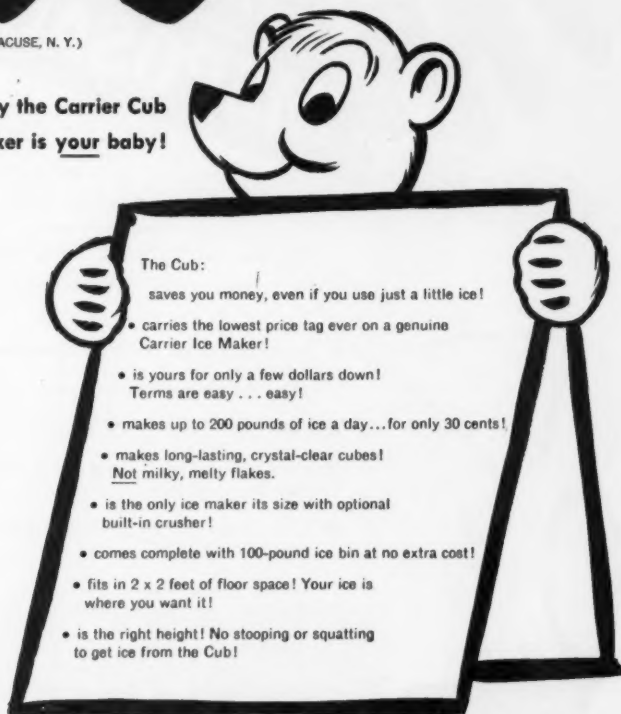 ACUSE, N. Y.)
y the Carrier Cub
ker is your baby!
The Cub:
saves you money, even if you use just a little ice!
• carries the lowest price tag ever on a genuine
Carrier Ice Maker!
• is yours for only a few dollars down!
Terms are easy . . . easy!
• makes up to 200 pounds of ice a day...for only 30 cents!
• makes long-lasting, crystal-clear cubes!
Not milky, melty flakes.
• is the only ice maker its size with optional
built-in crusher!
• comes complete with 100-pound ice bin at no extra cost!
• fits in 2 x 2 feet of floor space! Your ice is
where you want it!
• is the right height! No stooping or squatting
to get ice from the Cub!